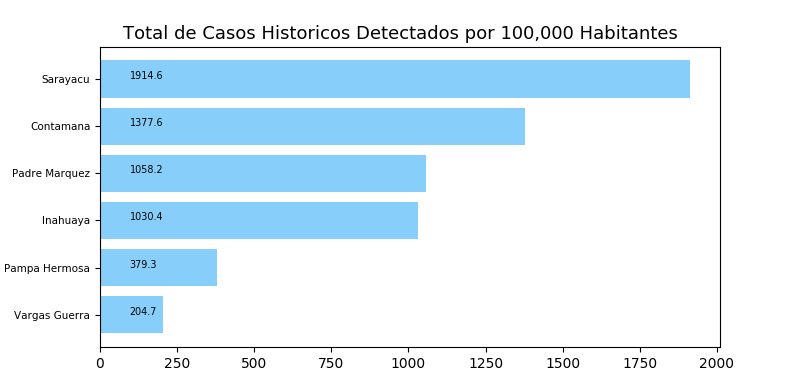 Total de Casos Historicos Detectados por 100,000 Habitantes
Sarayacu 1914.6
Contamana 1377.6
Padre Marquez 1058.2
Inahuaya 1030.4
Pampa Hermosa 379.3
Vargas Guerra 204.7
0 250 500 750 1000 1250 1500 1750 2000